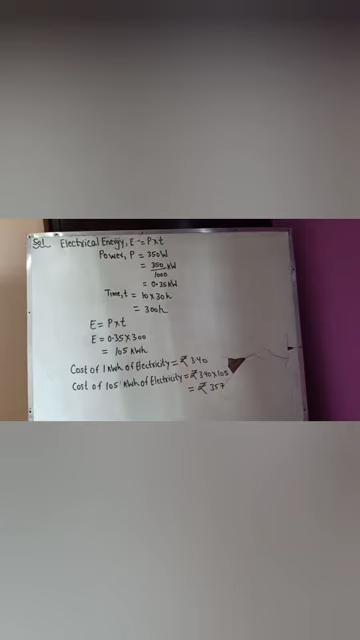 Sol. Electrical Energy, E = P×t
Power, P = 350W
= 350/1000 KW
= 0.35KW
Time, t = 10×30h
= 300h
E = P×t
E = 0.35×300
= 105 KWh
Cost of 1 KWh of Electricity = ₹ 3.40
Cost of 105 KWh of Electricity = ₹ 3.40×105
= ₹ 357